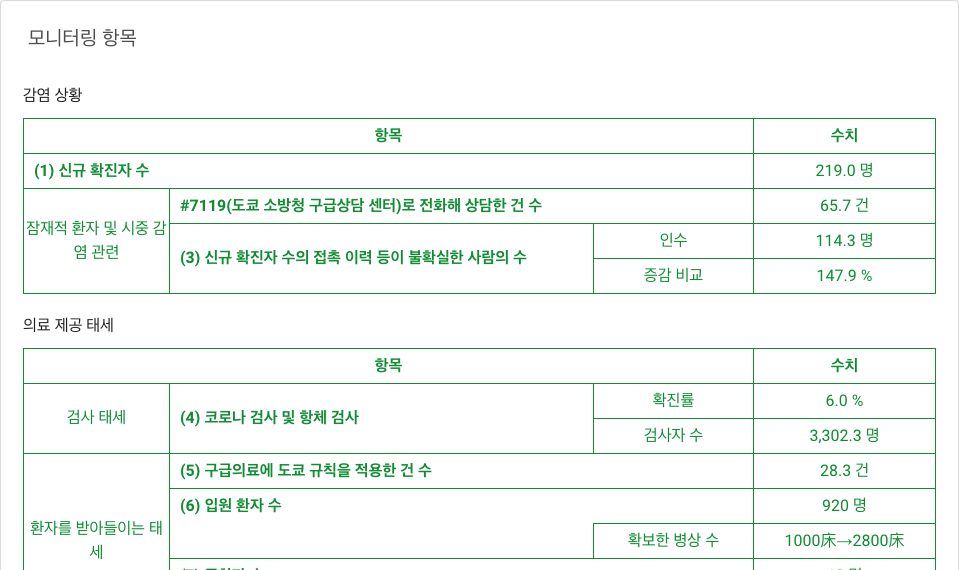 모니터링 항목
감염 상황
항목 수치
(1) 신규 확진자 수 219.0 명
잠재적 환자 및 시중 감
염 관련
#7119(도쿄 소방청 구급상담 센터)로 전화해 상담한 건 수 65.7 건
(3) 신규 확진자 수의 접촉 이력 등이 불확실한 사람의 수
인수 114.3 명
증감 비교 147.9 %
의료 제공 태세
항목 수치
검사 태세
(4) 코로나 검사 및 항체 검사
확진률 6.0 %
검사자 수 3,302.3 명
환자를 받아들이는 태
세
(5) 구급의료에 도쿄 규칙을 적용한 건 수 28.3 건
(6) 입원 환자 수 920 명
확보한 병상 수 1000床→2800床